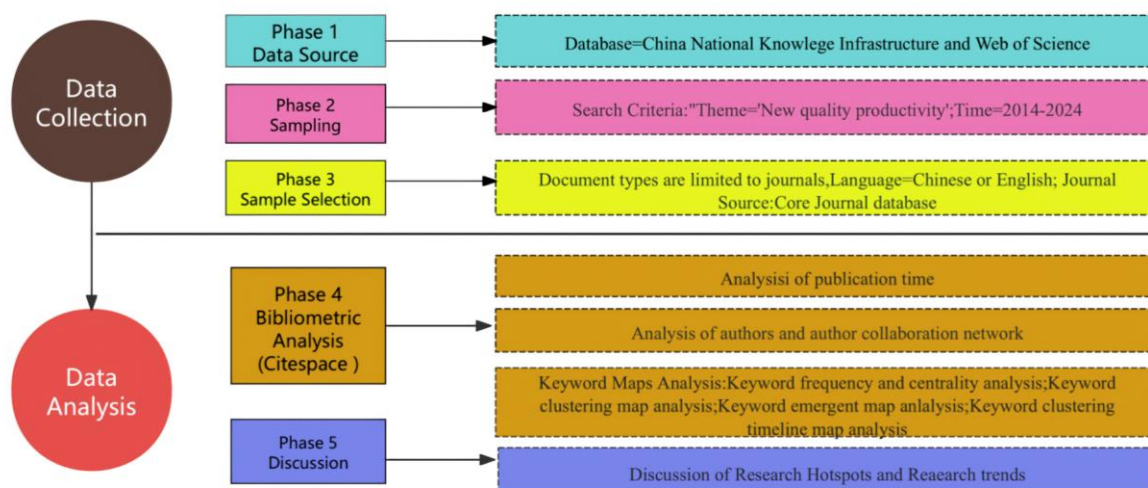 Data
Collection
Phase 1
Data Source
Database=China National Knowlege Infrastructure and Web of Science
Phase 2
Sampling
Search Criteria:"Theme='New quality productivity';Time=2014-2024
Phase 3
Sample Selection
Document types are limited to journals,Language=Chinese or English; Journal
Source:Core Journal database
Data
Analysis
Phase 4
Bibliometric
Analysis
(Citespace )
Analysisi of publication time
Analysis of authors and author collaboration network
Keyword Maps Analysis:Keyword frequency and centrality analysis;Keyword
clustering map analysis;Keyword emergent map anlalysis;Keyword clustering
timeline map analysis
Phase 5
Discussion
Discussion of Research Hotspots and Reaearch trends